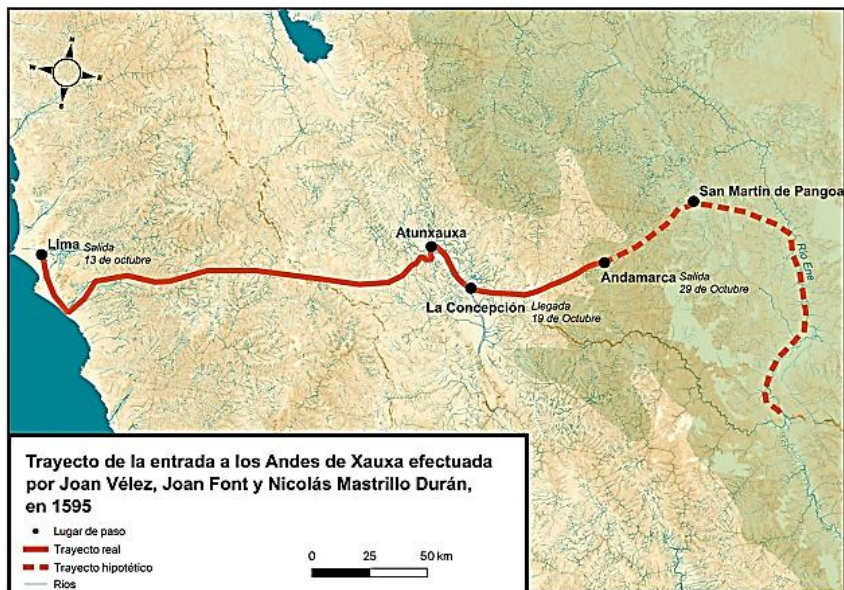 N
E
S
San Martín de Pangoa
Atunxauxa
Lima
Salida
13 de octubre
Río Ene
Andamarca
Salida
29 de Octubre
La Concepción
Llegada
19 de Octubre
Trayecto de la entrada a los Andes de Xauxa efectuada
por Joan Vélez, Joan Font y Nicolás Mastrillo Durán,
en 1595
Lugar de paso
Trayecto real
Trayecto hipotético
Ríos
0 25 50 km